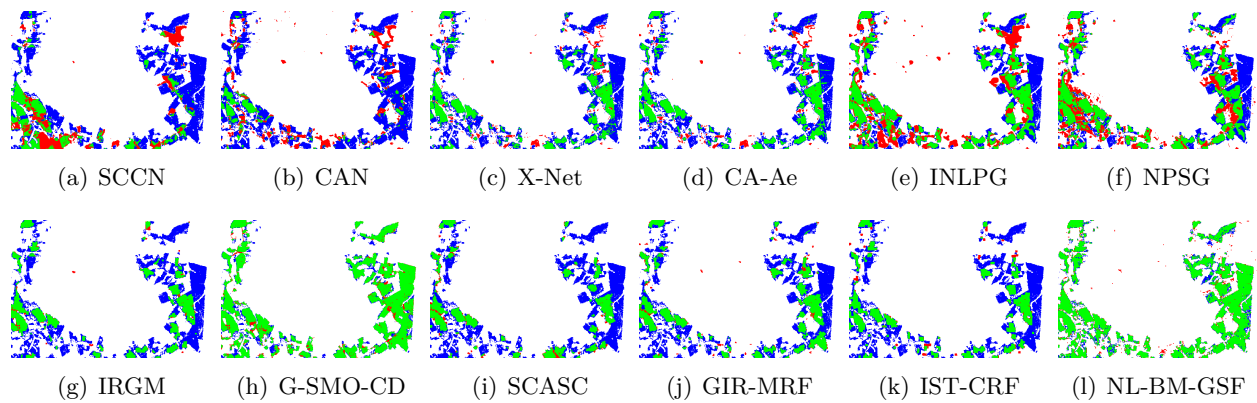 (a) SCCN (b) CAN (c) X-Net (d) CA-Ae (e) INLPG (f) NPSG
(g) IRGM (h) G-SMO-CD (i) SCASC (j) GIR-MRF (k) IST-CRF (l) NL-BM-GSF